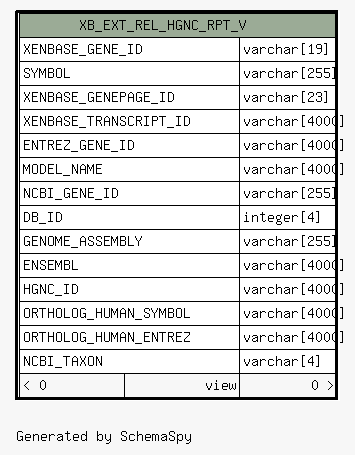 XB_EXT_REL_HGNC_RPT_V
XENBASE_GENE_ID varchar[19]
SYMBOL varchar[255]
XENBASE_GENEPAGE_ID varchar[23]
XENBASE_TRANSCRIPT_ID varchar[4000]
ENTREZ_GENE_ID varchar[4000]
MODEL_NAME varchar[4000]
NCBI_GENE_ID varchar[255]
DB_ID integer[4]
GENOME_ASSEMBLY varchar[255]
ENSEMBL varchar[4000]
HGNC_ID varchar[4000]
ORTHOLOG_HUMAN_SYMBOL varchar[4000]
ORTHOLOG_HUMAN_ENTREZ varchar[4000]
NCBI_TAXON varchar[4]
< 0 view 0 >
Generated by SchemaSpy